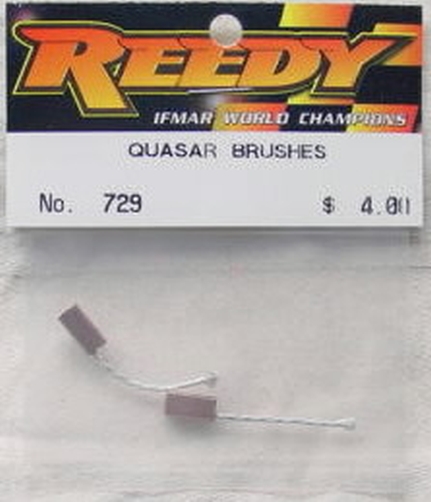 REEDY
IFMAR WORLD CHAMPIONS
QUASAR BRUSHES
No. 729 $ 4.00